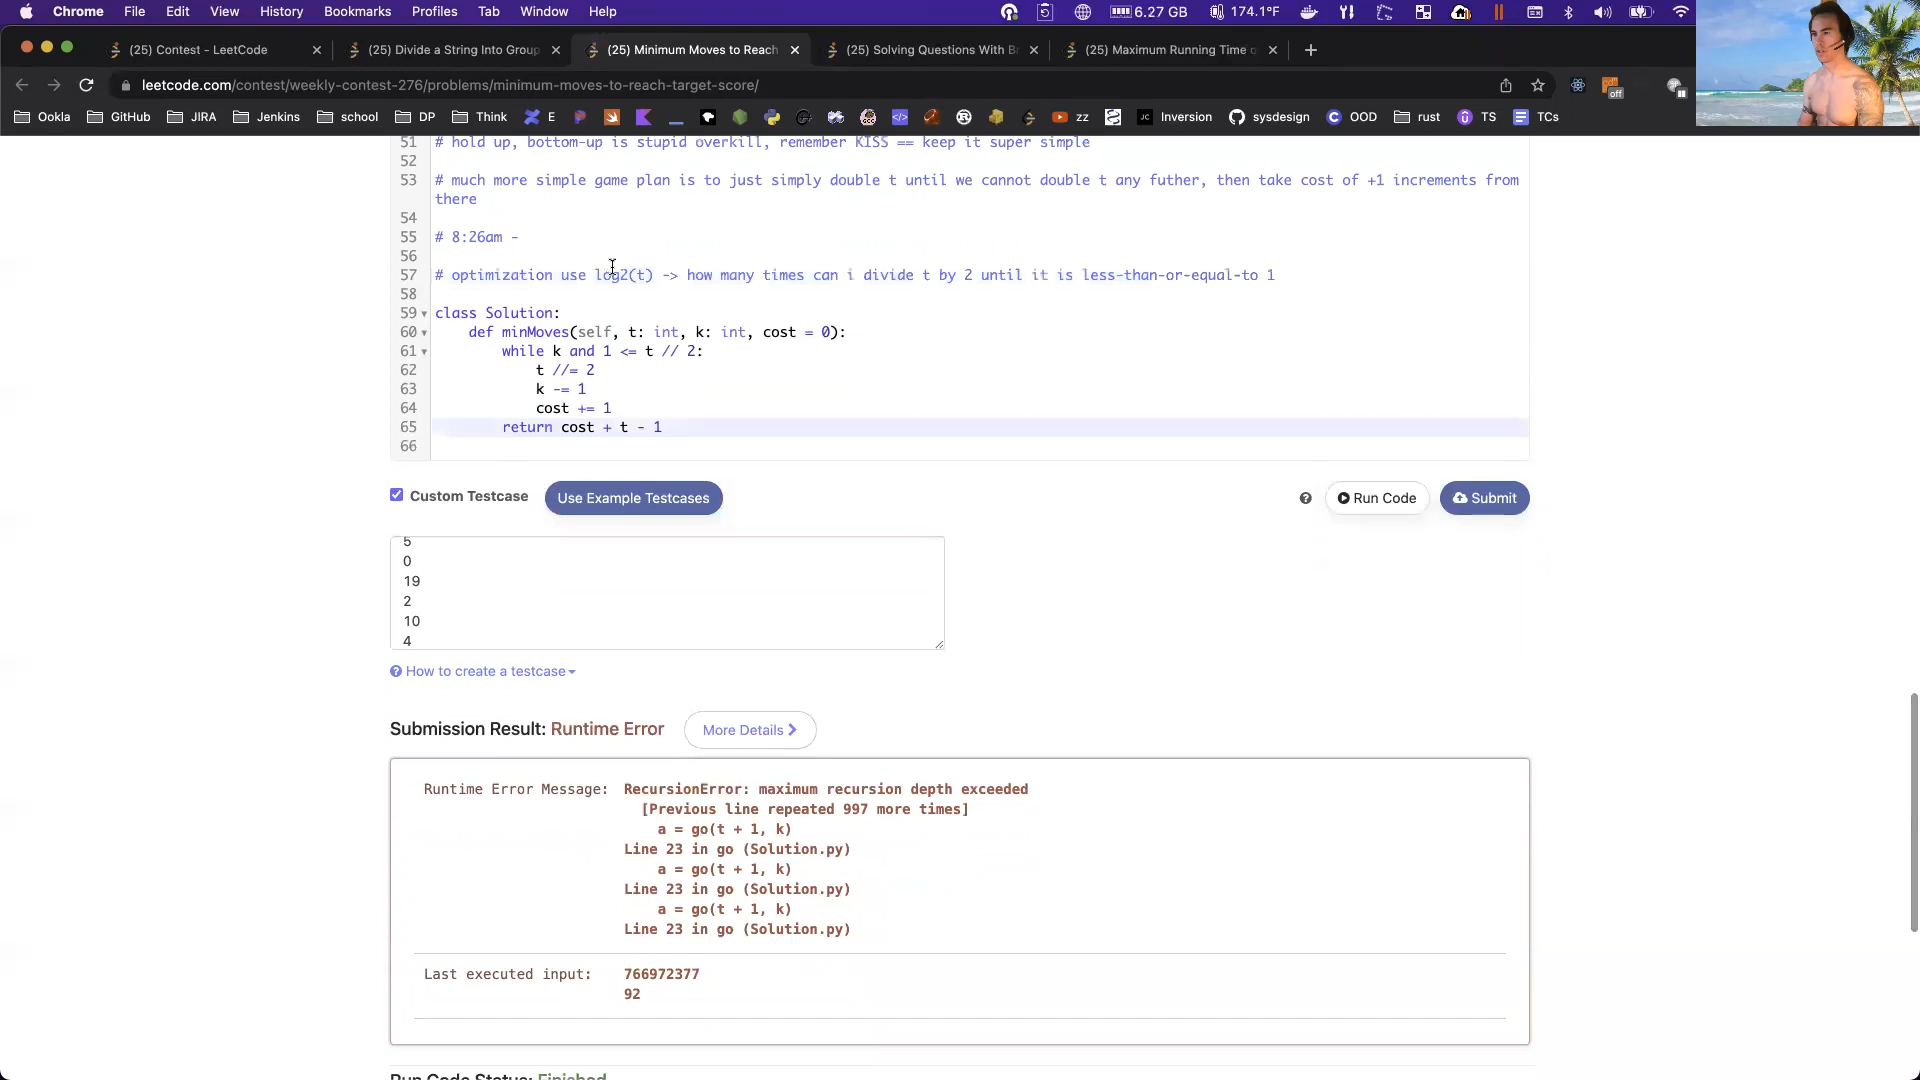 Chrome File Edit View History Bookmarks Profiles Tab Window Help 6.27 GB 174.1°F
(25) Contest - LeetCode (25) Divide a String Into Group (25) Minimum Moves to Reach (25) Solving Questions With Br (25) Maximum Running Time o
leetcode.com/contest/weekly-contest-276/problems/minimum-moves-to-reach-target-score/ off
Ookla GitHub JIRA Jenkins school DP Think E zz Inversion sysdesign OOD rust TS TCs
51 # hold up, bottom-up is stupid overkill, remember KISS == keep it super simple
52
53 # much more simple game plan is to just simply double t until we cannot double t any futher, then take cost of +1 increments from
there
54
55 # 8:26am -
56
57 # optimization use log2(t) -> how many times can i divide t by 2 until it is less-than-or-equal-to 1
58
59 class Solution:
60 def minMoves(self, t: int, k: int, cost = 0):
61 while k and 1 <= t // 2:
62 t //= 2
63 k -= 1
64 cost += 1
65 return cost + t - 1
66
Custom Testcase Use Example Testcases Run Code Submit
5
0
19
2
10
4
How to create a testcase
Submission Result: Runtime Error More Details
Runtime Error Message: RecursionError: maximum recursion depth exceeded
[Previous line repeated 997 more times]
a = go(t + 1, k)
Line 23 in go (Solution.py)
a = go(t + 1, k)
Line 23 in go (Solution.py)
a = go(t + 1, k)
Line 23 in go (Solution.py)
Last executed input: 766972377
92
Run Code Status: Finished